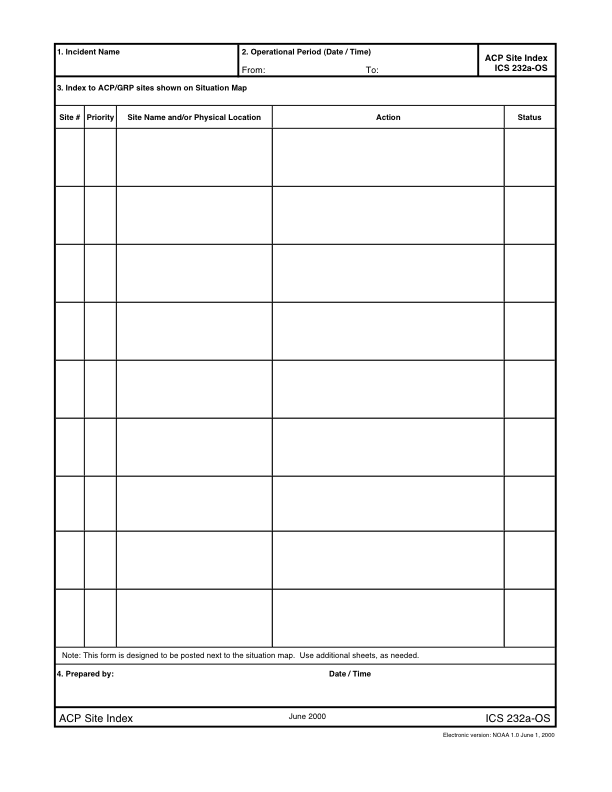 1. Incident Name
2. Operational Period (Date / Time)
From: To:
ACP Site Index
ICS 232a-OS
3. Index to ACP/GRP sites shown on Situation Map
Site # Priority Site Name and/or Physical Location Action Status
Note: This form is designed to be posted next to the situation map. Use additional sheets, as needed.
4. Prepared by: Date / Time
ACP Site Index June 2000 ICS 232a-OS
Electronic version: NOAA 1.0 June 1, 2000